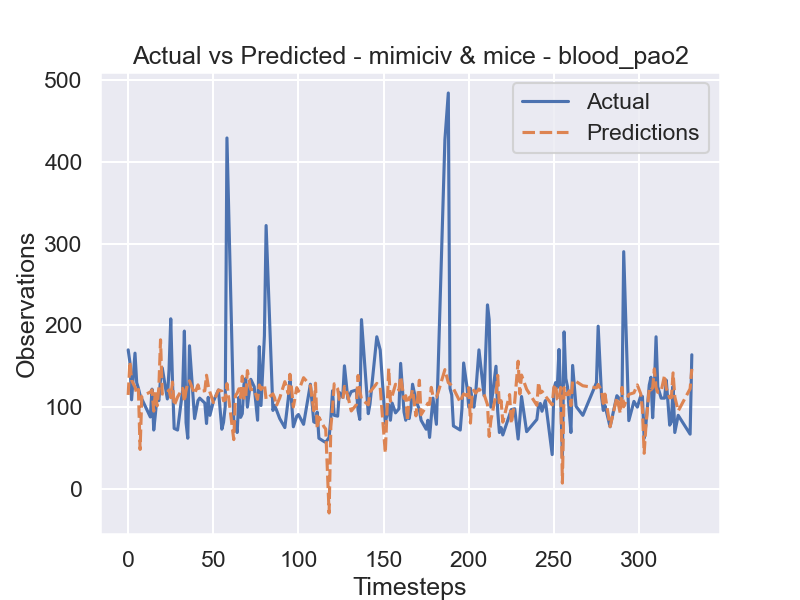 Actual vs Predicted - mimiciv & mice - blood_pao2
500
400
300
200
100
0
Observations
Actual
Predictions
0 50 100 150 200 250 300
Timesteps